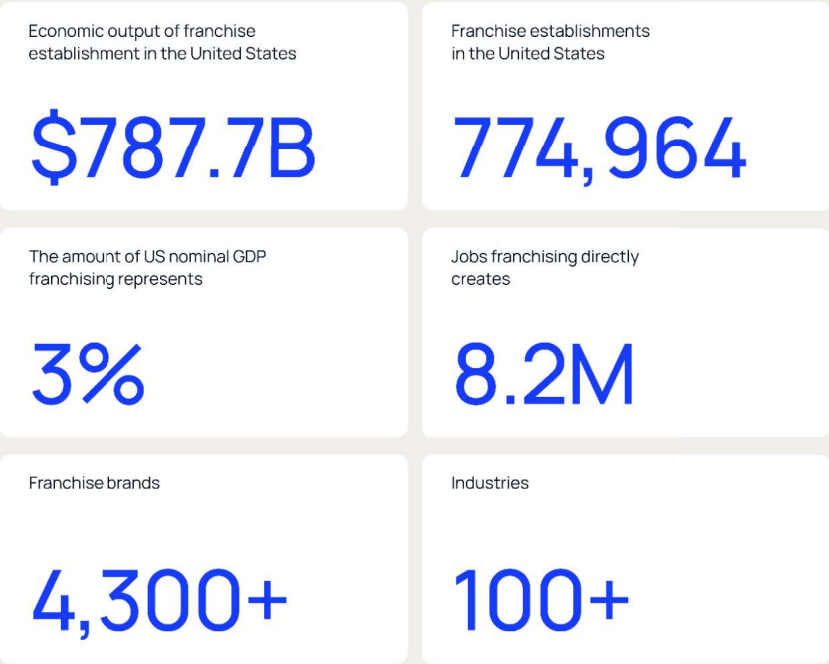 Economic output of franchise
establishment in the United States
$787.7B
Franchise establishments
in the United States
774,964
The amount of US nominal GDP
franchising represents
3%
Jobs franchising directly
creates
8.2M
Franchise brands
4,300+
Industries
100+